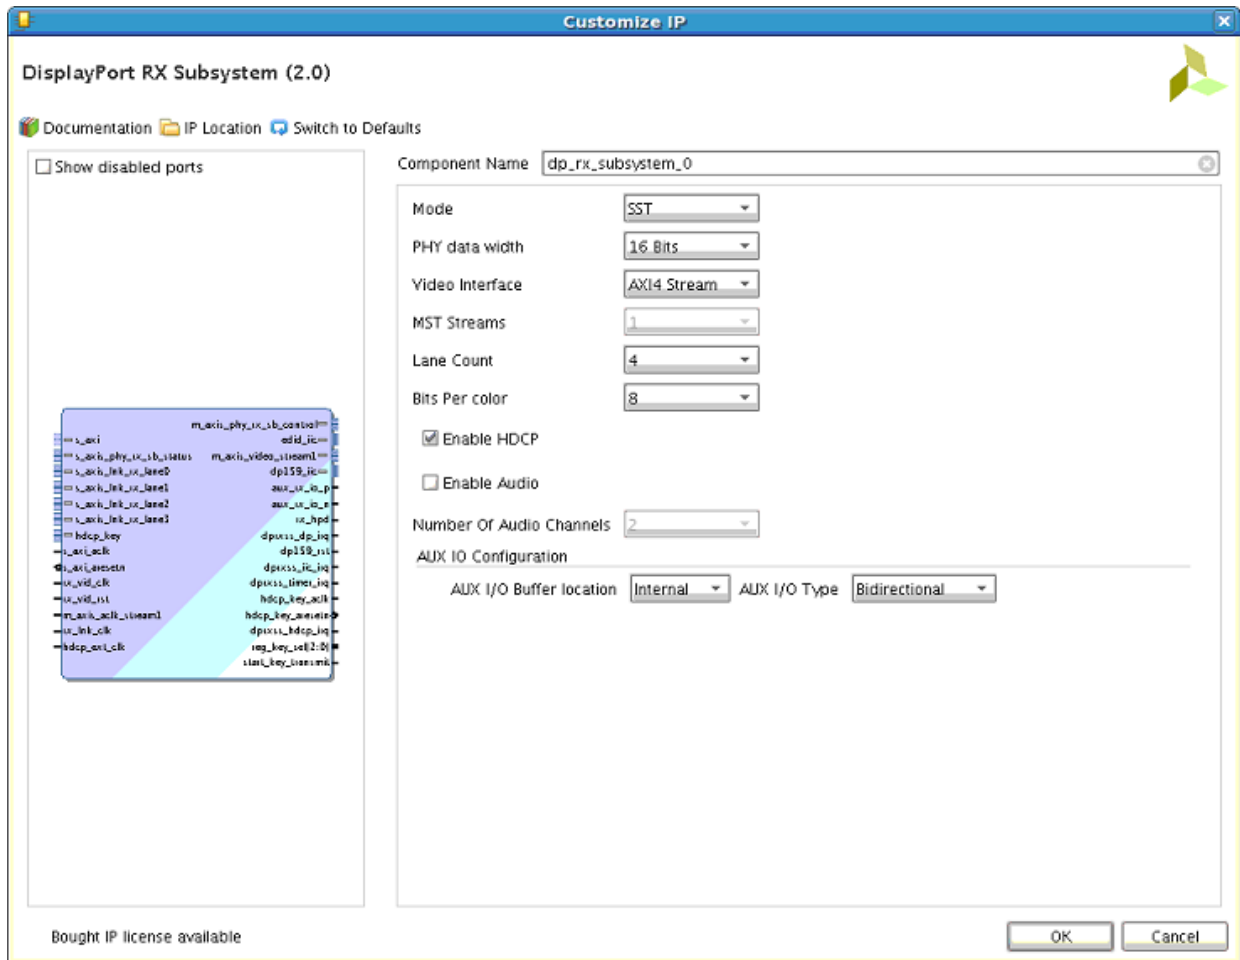 Customize IP
DisplayPort RX Subsystem (2.0)
Documentation IP Location Switch to Defaults
Show disabled ports
Component Name dp_rx_subsystem_0
Mode SST
PHY data width 16 Bits
Video Interface AXI4 Stream
MST Streams 1
Lane Count 4
Bits Per color 8
Enable HDCP
Enable Audio
Number Of Audio Channels 2
AUX IO Configuration
AUX I/O Buffer location Internal AUX I/O Type Bidirectional
m_axis_phy_rx_sb_control
s_axi edid_iic
s_axis_phy_rx_sb_status m_axis_video_stream1
s_axis_lnk_rx_lane0 dp159_iic
s_axis_lnk_rx_lane1 aux_rx_io_p
s_axis_lnk_rx_lane2 aux_rx_io_n
s_axis_lnk_rx_lane3 rx_hpd
hdcp_key dprxss_dp_irq
s_axi_aclk dp159_rst
s_axi_aresetn dprxss_iic_irq
rx_vid_clk dprxss_timer_irq
rx_vid_rst hdcp_key_aclk
m_axis_aclk_stream1 hdcp_key_aresetn
rx_lnk_clk dprxss_hdcp_irq
hdcp_ext_clk reg_key_sel[2:0]
start_key_transmit
Bought IP license available
OK Cancel